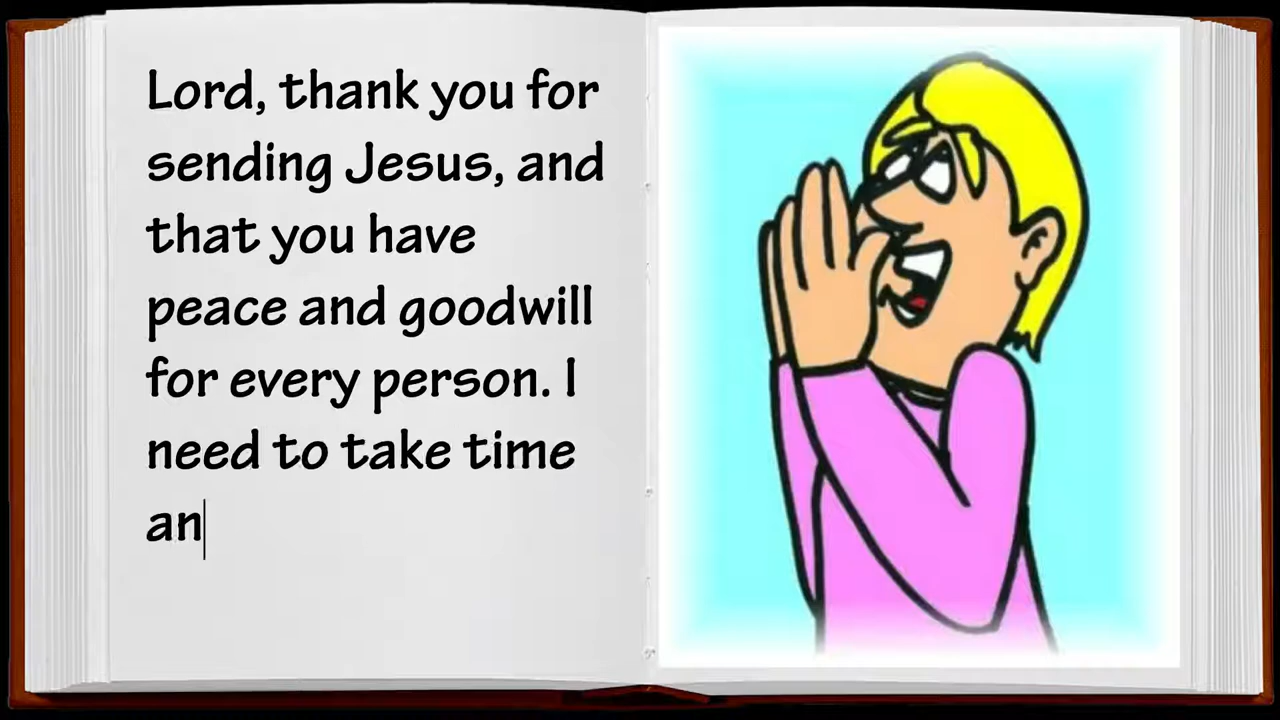 Lord, thank you for
sending Jesus, and
that you have
peace and goodwill
for every person. I
need to take time
an